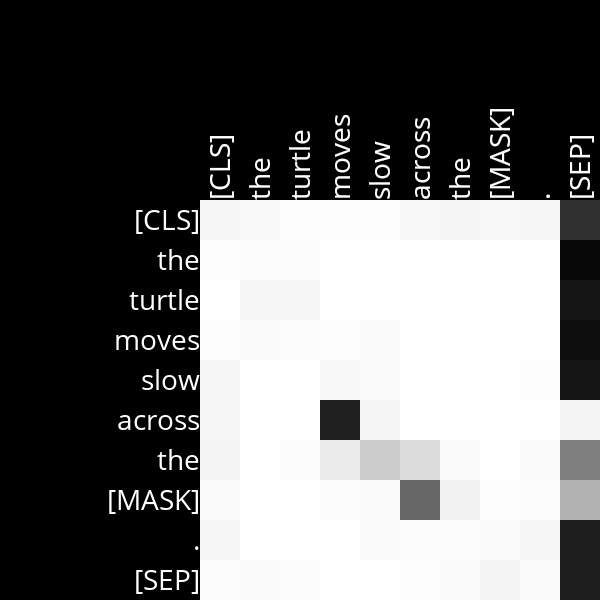 [CLS] the turtle moves slow across the [MASK] . [SEP]
[CLS]
the
turtle
moves
slow
across
the
[MASK]
.
[SEP]